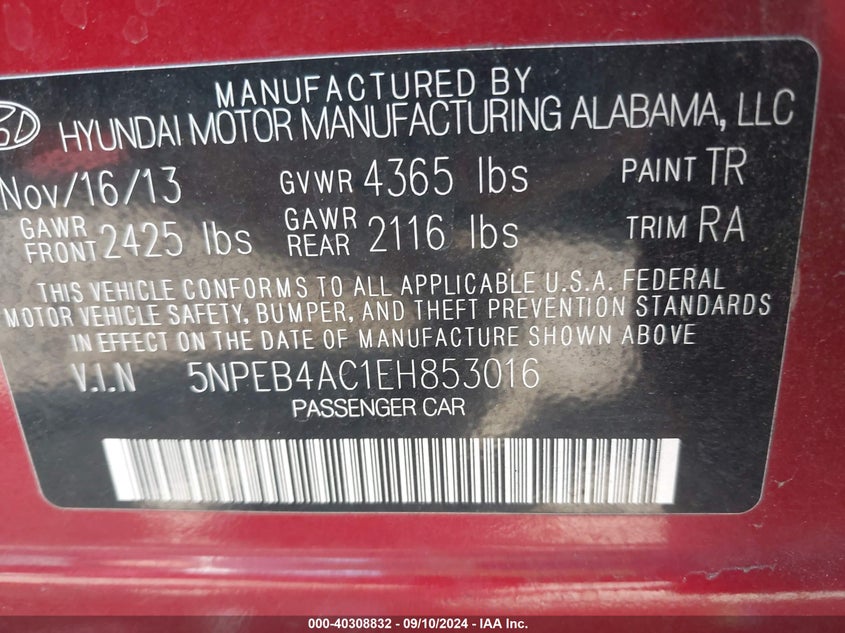 MANUFACTURED BY
HYUNDAI MOTOR MANUFACTURING ALABAMA, LLC
Nov/16/13 GVWR 4365 lbs PAINT TR
GAWR FRONT 2425 lbs GAWR REAR 2116 lbs TRIM RA
THIS VEHICLE CONFORMS TO ALL APPLICABLE U.S.A. FEDERAL
MOTOR VEHICLE SAFETY, BUMPER, AND THEFT PREVENTION STANDARDS
IN EFFECT ON THE DATE OF MANUFACTURE SHOWN ABOVE
V.I.N 5NPEB4AC1EH853016
PASSENGER CAR
000-40308832 - 09/10/2024 - IAA Inc.